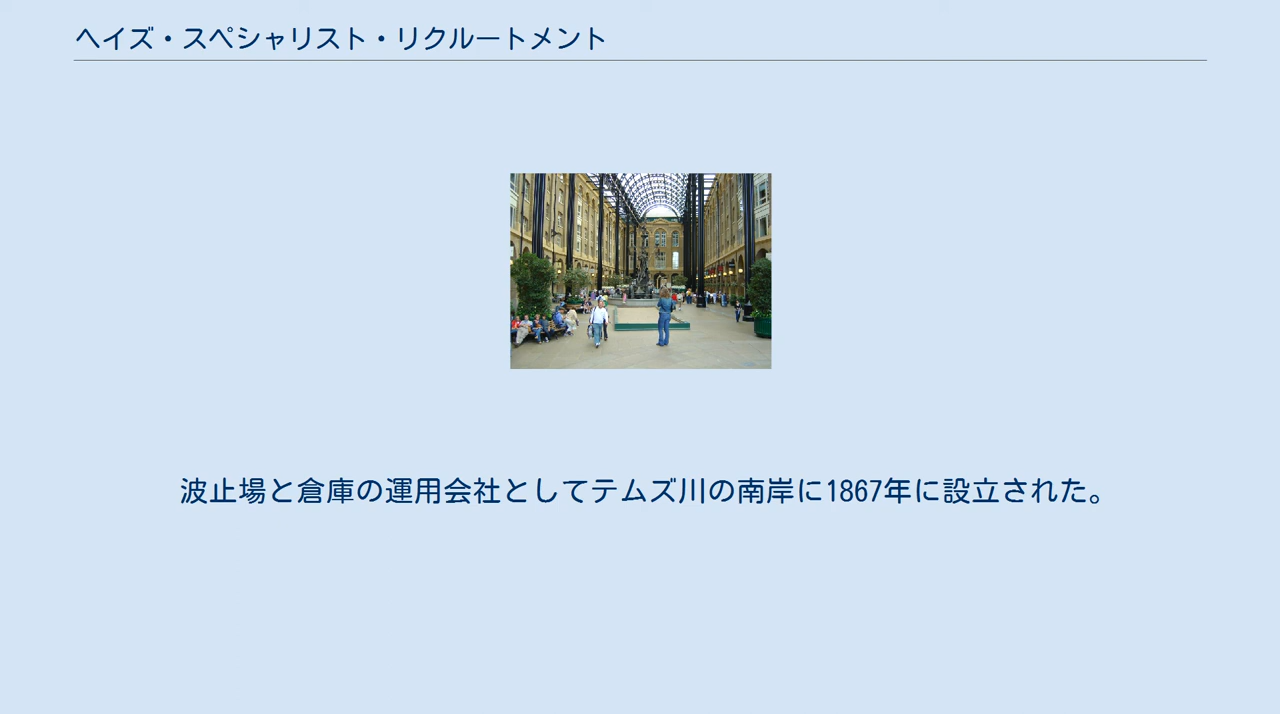 ヘイズ・スペシャリスト・リクルートメント
波止場と倉庫の運用会社としてテムズ川の南岸に1867年に設立された。